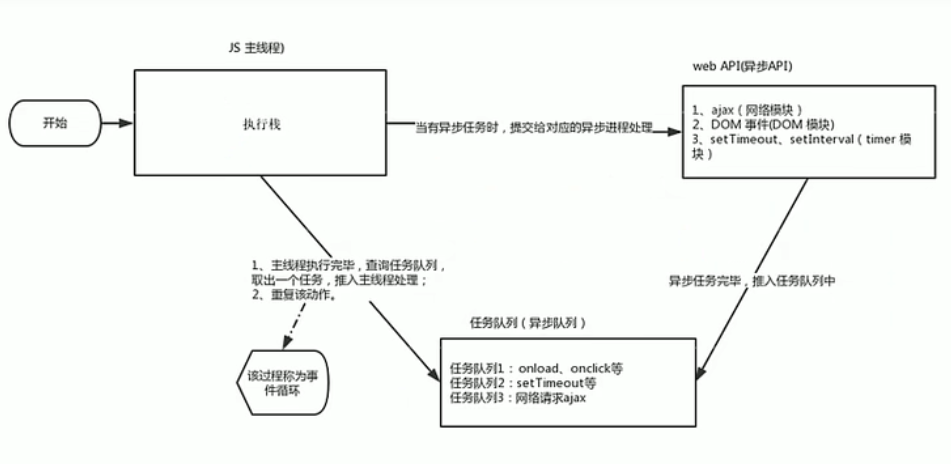 JS 主线程)
web API(异步API)
开始
执行栈
当有异步任务时，提交给对应的异步进程处理
1、ajax（网络模块）
2、DOM 事件(DOM 模块)
3、setTimeout、setInterval（timer 模
块）
1、主线程执行完毕，查询任务队列，
取出一个任务，推入主线程处理；
2、重复该动作。
异步任务完毕，推入任务队列中
任务队列（异步队列）
该过程称为事
件循环
任务队列1：onload、onclick等
任务队列2：setTimeout等
任务队列3：网络请求ajax